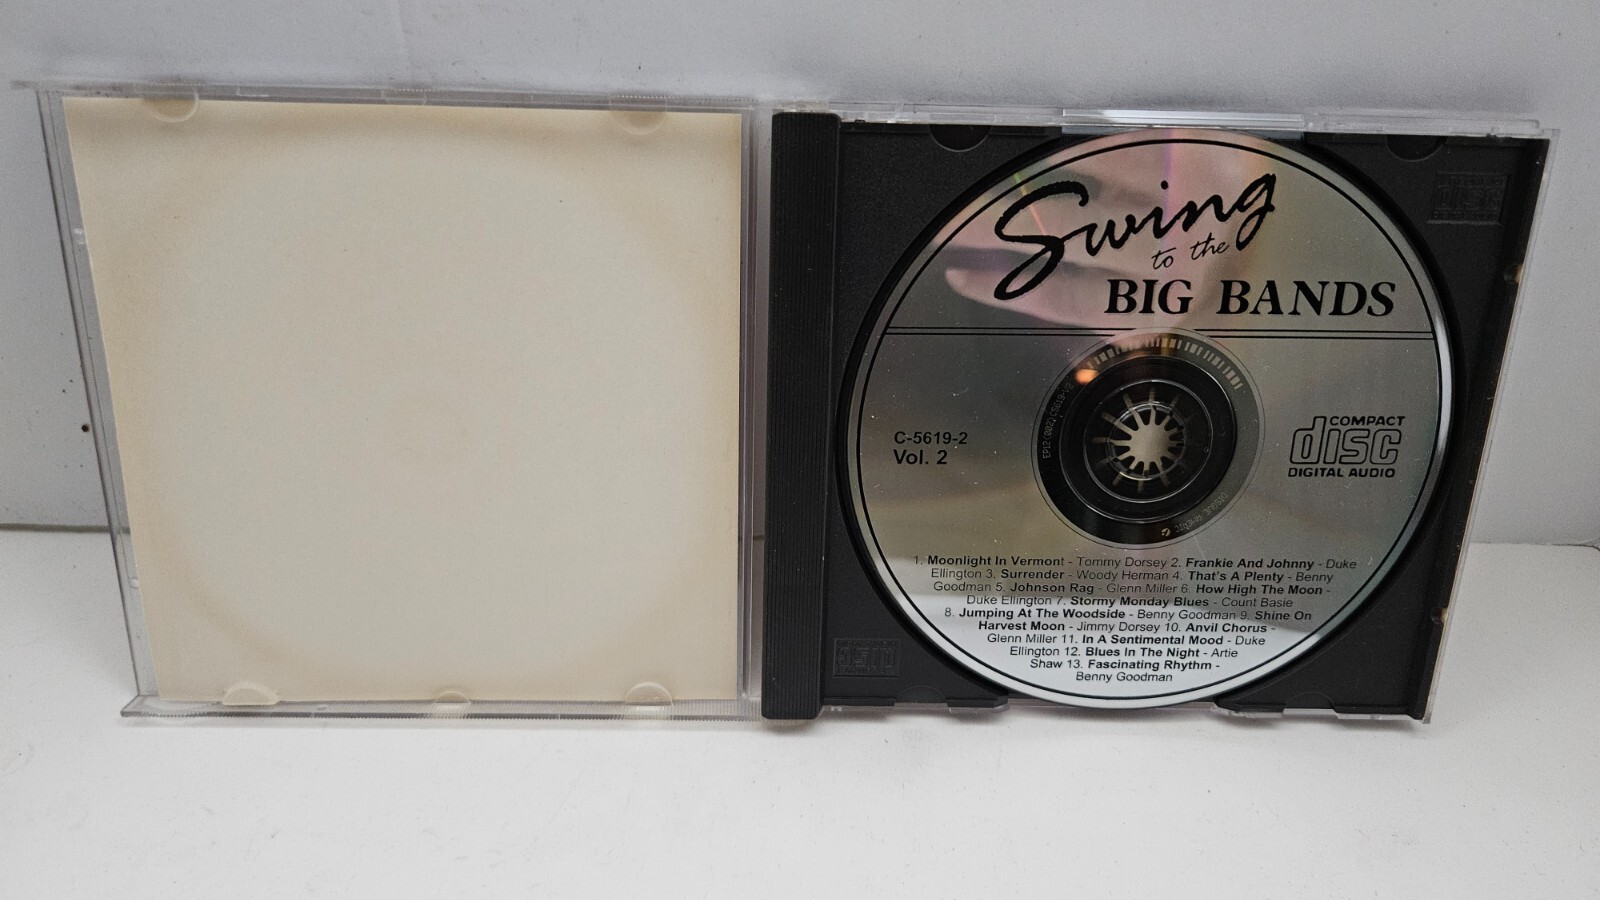 Swing
to the
BIG BANDS
C-5619-2
Vol. 2
COMPACT
disc
DIGITAL AUDIO
1. Moonlight In Vermont - Tommy Dorsey 2. Frankie And Johnny - Duke
Ellington 3. Surrender - Woody Herman 4. That's A Plenty - Benny
Goodman 5. Johnson Rag - Glenn Miller 6. How High The Moon -
Duke Ellington 7. Stormy Monday Blues - Count Basie
8. Jumping At The Woodside - Benny Goodman 9. Shine On
Harvest Moon - Jimmy Dorsey 10. Anvil Chorus -
Glenn Miller 11. In A Sentimental Mood - Duke
Ellington 12. Blues In The Night - Artie
Shaw 13. Fascinating Rhythm -
Benny Goodman